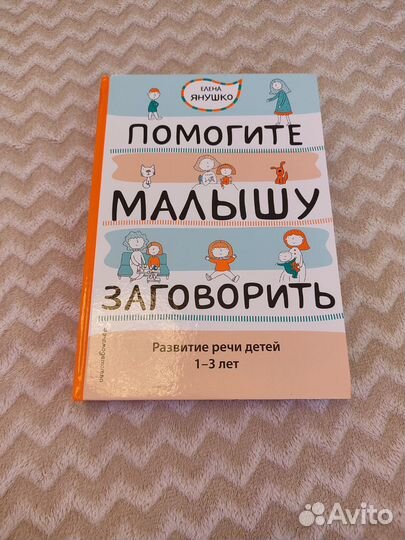 ЕЛЕНА
ЯНУШКО
ПОМОГИТЕ
МАЛЫШУ
ЗАГОВОРИТЬ
Развитие речи детей
1–3 лет
Avito